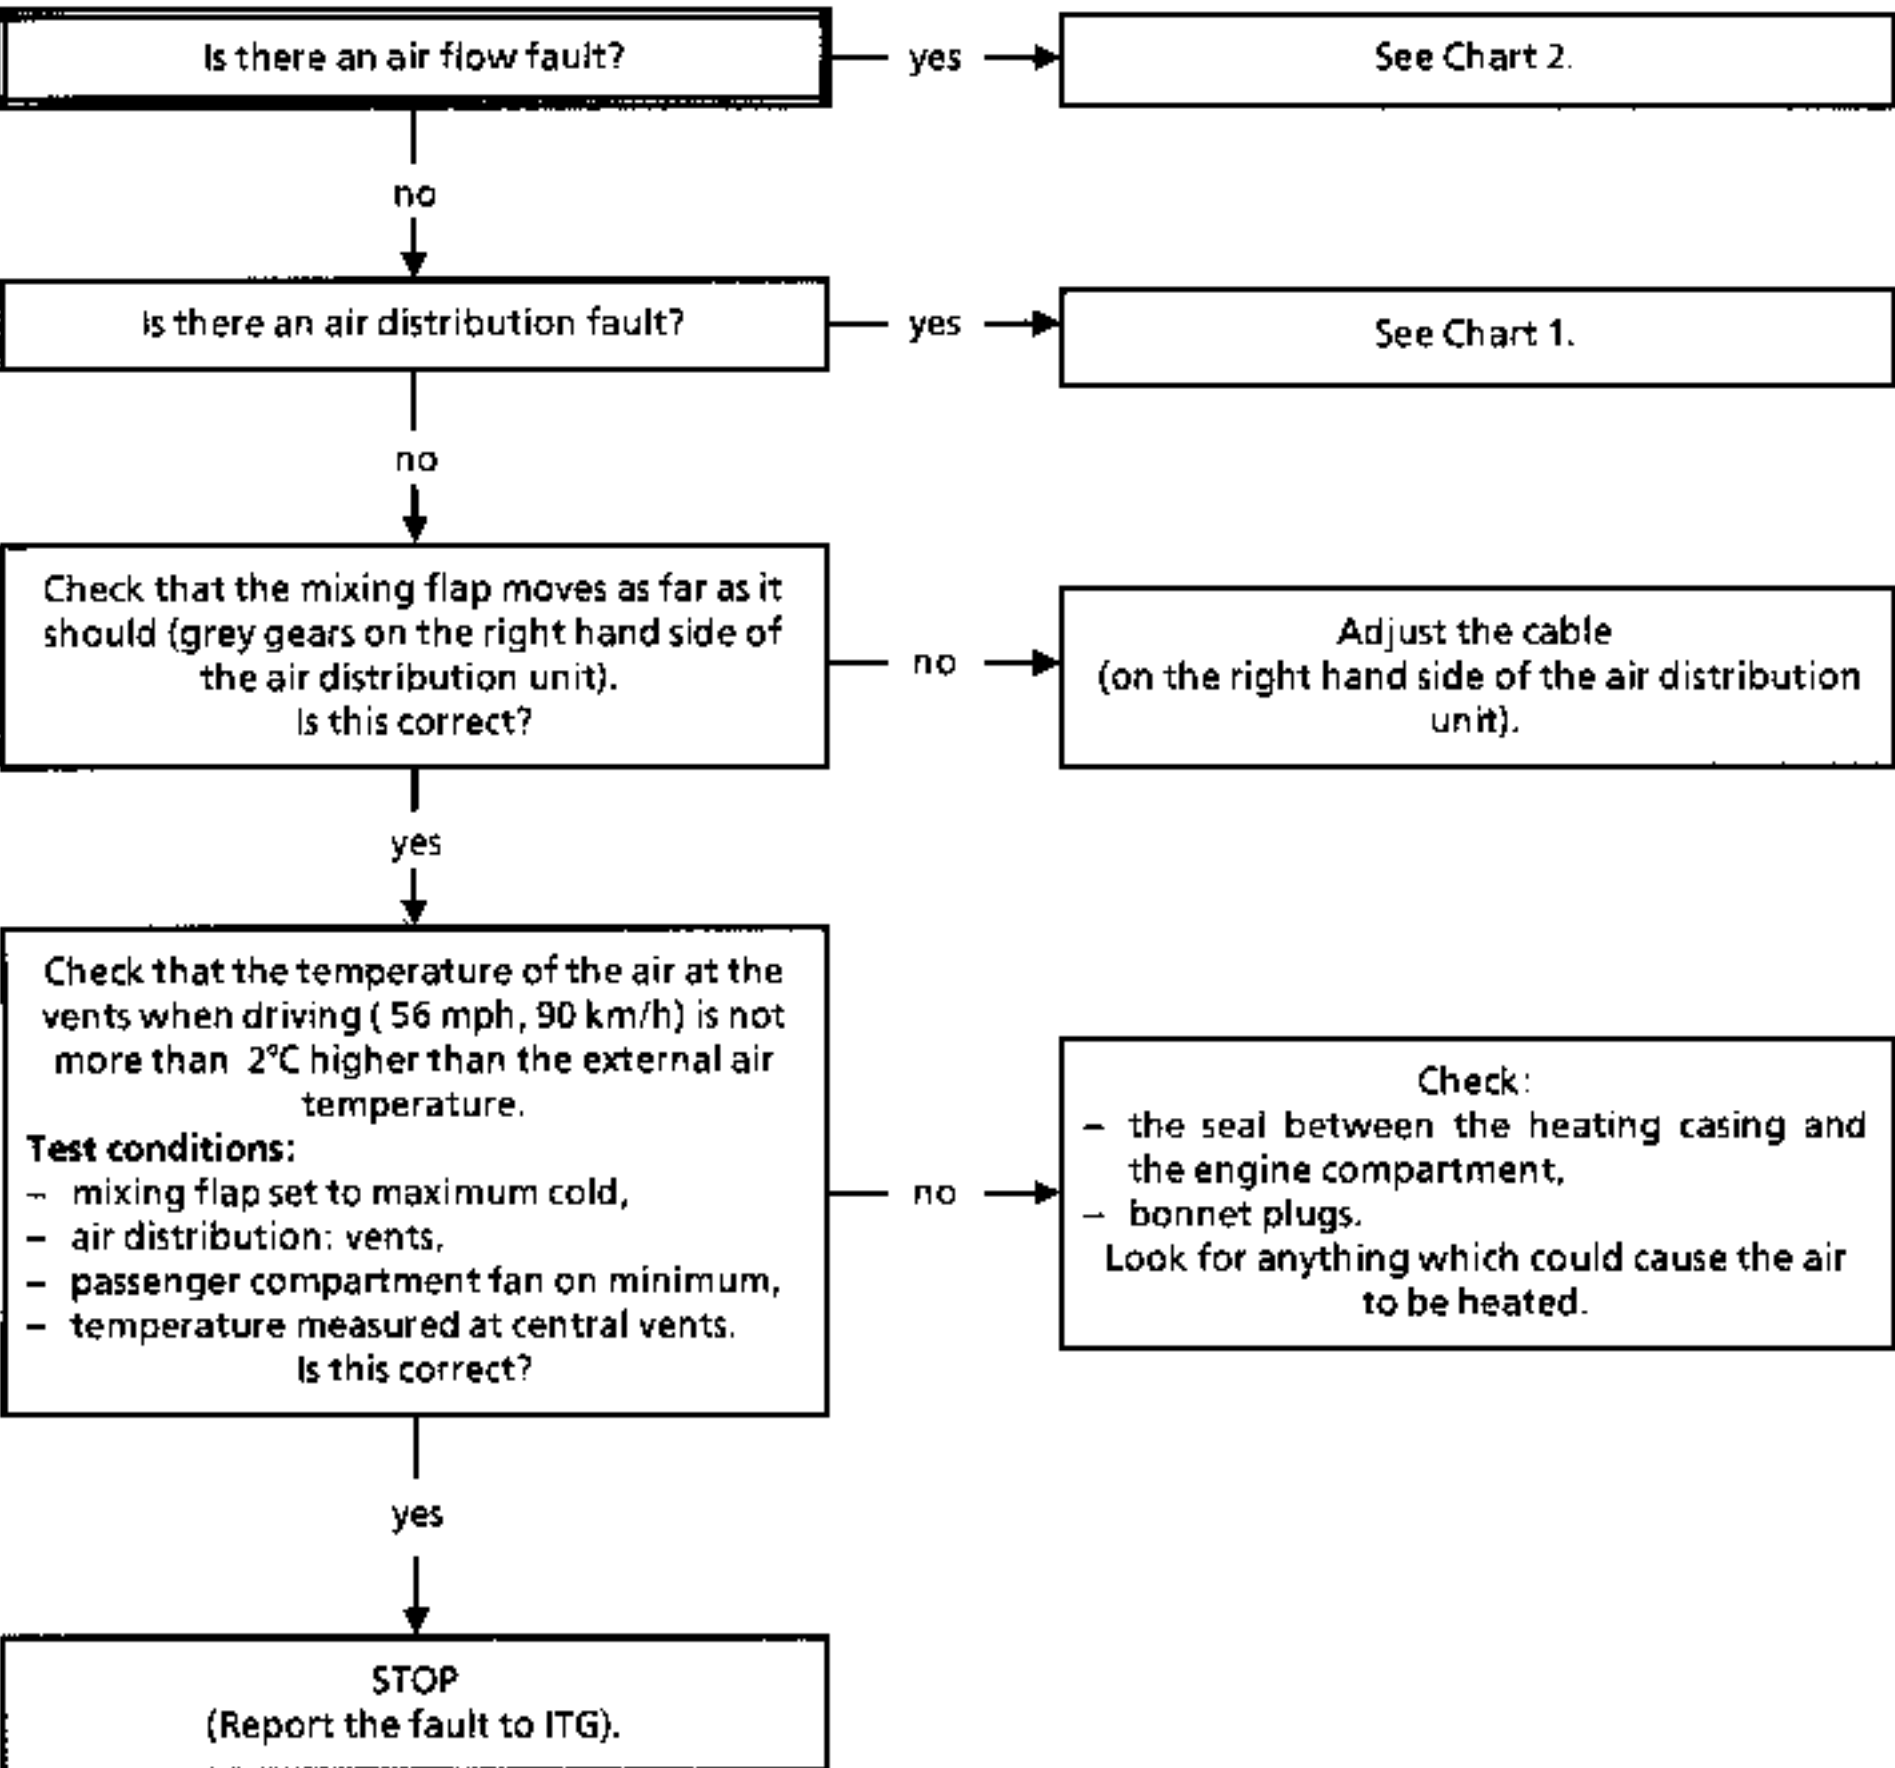 Is there an air flow fault?
yes
See Chart 2.
no
Is there an air distribution fault?
yes
See Chart 1.
no
Check that the mixing flap moves as far as it
should (grey gears on the right hand side of
the air distribution unit).
Is this correct?
no
Adjust the cable
(on the right hand side of the air distribution
unit).
yes
Check that the temperature of the air at the
vents when driving ( 56 mph, 90 km/h) is not
more than 2°C higher than the external air
temperature.
Test conditions:
– mixing flap set to maximum cold,
– air distribution: vents,
– passenger compartment fan on minimum,
– temperature measured at central vents.
Is this correct?
no
Check:
– the seal between the heating casing and
the engine compartment,
– bonnet plugs.
Look for anything which could cause the air
to be heated.
yes
STOP
(Report the fault to ITG).